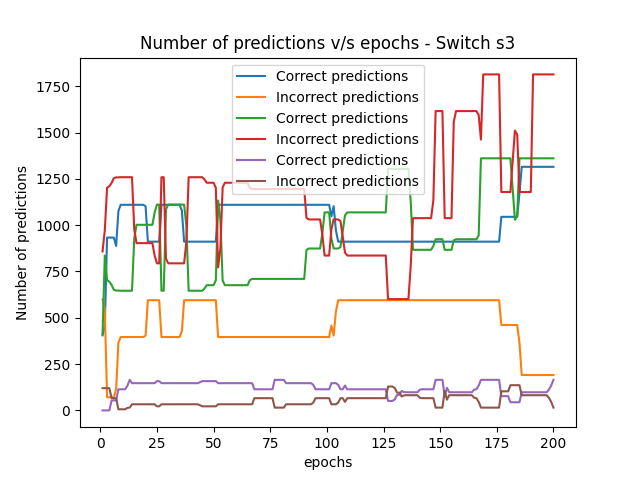 Number of predictions v/s epochs - Switch s3
Correct predictions
Incorrect predictions
Correct predictions
Incorrect predictions
Correct predictions
Incorrect predictions
Number of predictions
1750
1500
1250
1000
750
500
250
0
0 25 50 75 100 125 150 175 200
epochs